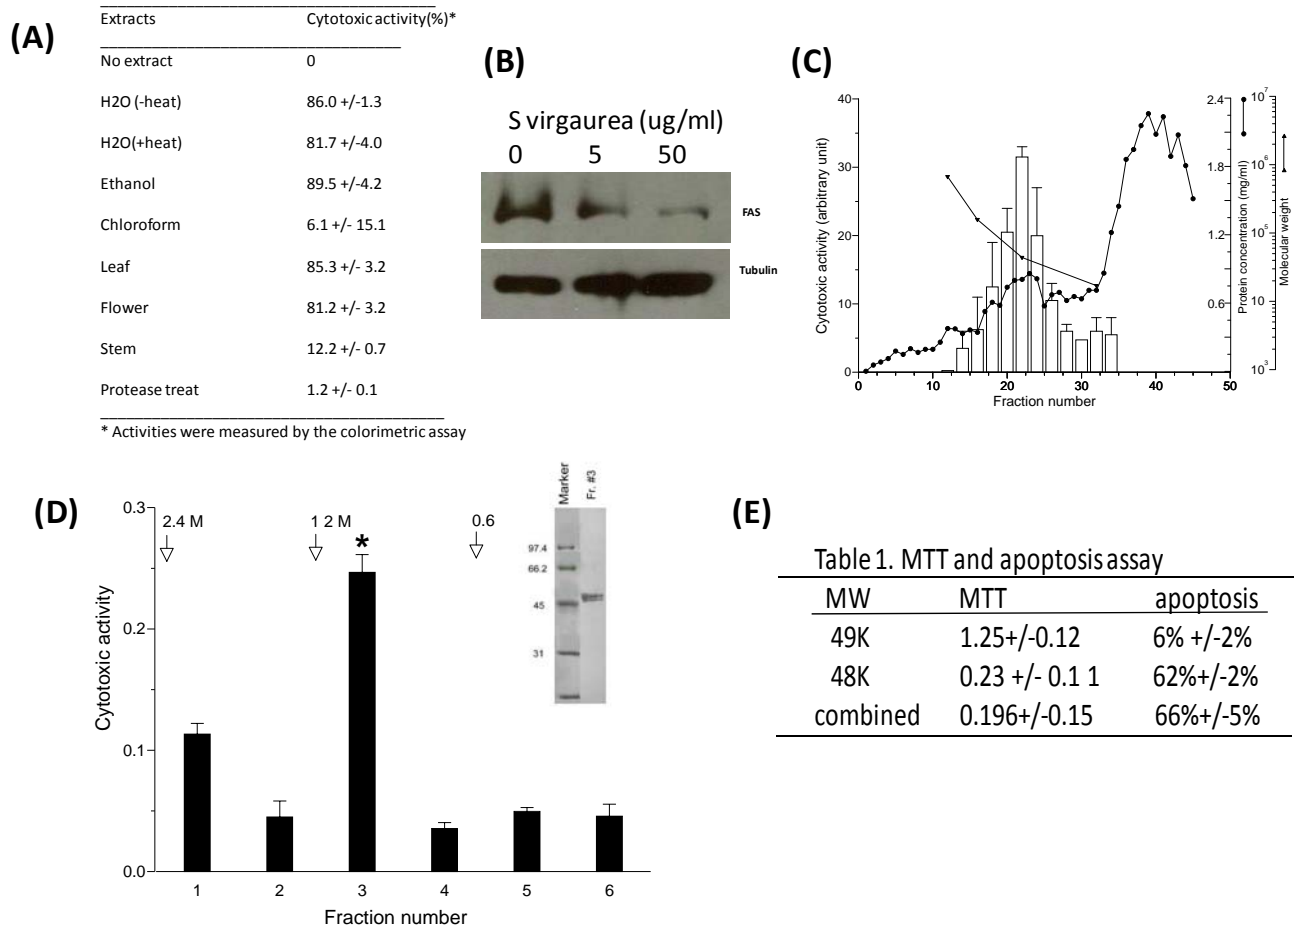 (A)
Extracts Cytotoxic activity(%)*
No extract 0
H2O (-heat) 86.0 +/-1.3
H2O(+heat) 81.7 +/-4.0
Ethanol 89.5 +/-4.2
Chloroform 6.1 +/- 15.1
Leaf 85.3 +/- 3.2
Flower 81.2 +/- 3.2
Stem 12.2 +/- 0.7
Protease treat 1.2 +/- 0.1
* Activities were measured by the colorimetric assay
(B)
S virgaurea (ug/ml)
0 5 50
FAS
Tubulin
(C)
40
30
20
10
0
Cytotoxic activity (arbitrary unit)
0 10 20 30 40 50
Fraction number
2.4
1.8
1.2
0.6
Protein concentration (mg/ml)
10^7
10^6
10^5
10
10^3
Molecular weight
(D)
0.3
0.2
0.1
0.0
Cytotoxic activity
2.4 M 1 2 M 0.6
*
1 2 3 4 5 6
Fraction number
Marker
Fr. #3
97.4
66.2
45
31
(E)
Table 1. MTT and apoptosis assay
MW MTT apoptosis
49K 1.25+/-0.12 6% +/-2%
48K 0.23 +/- 0.1 1 62%+/-2%
combined 0.196+/-0.15 66%+/-5%